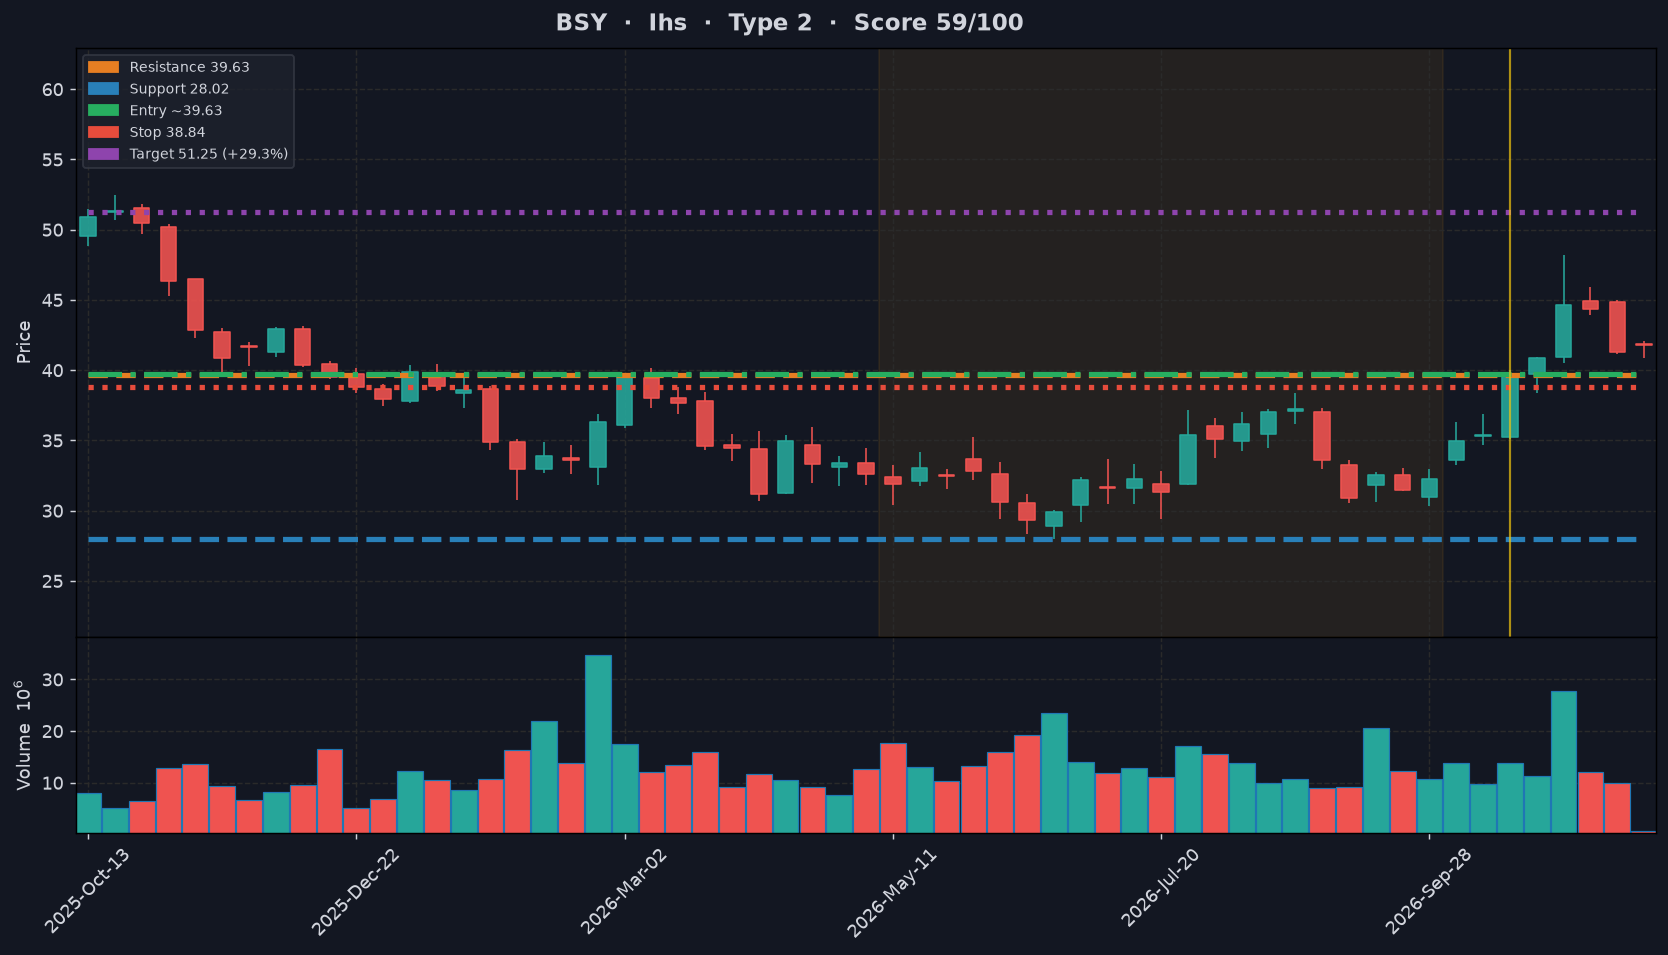 BSY · Ihs · Type 2 · Score 59/100
Resistance 39.63
Support 28.02
Entry ~39.63
Stop 38.84
Target 51.25 (+29.3%)
60
55
50
45
40
35
30
25
Price
30
20
10
Volume 10⁶
2025-Oct-13
2025-Dec-22
2026-Mar-02
2026-May-11
2026-Jul-20
2026-Sep-28